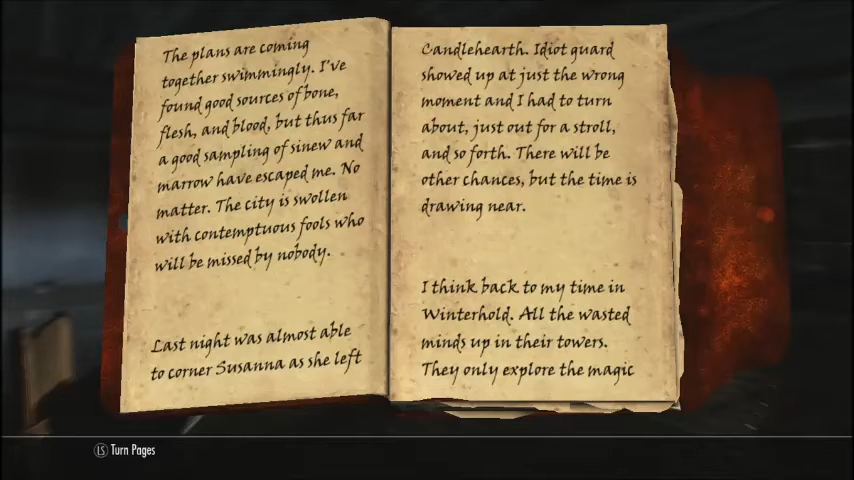 The plans are coming
together swimmingly. I've
found good sources of bone,
flesh, and blood, but thus far
a good sampling of sinew and
marrow have escaped me. No
matter. The city is swollen
with contemptuous fools who
will be missed by nobody.
Last night was almost able
to corner Susanna as she left
Candlehearth. Idiot guard
showed up at just the wrong
moment and I had to turn
about, just out for a stroll,
and so forth. There will be
other chances, but the time is
drawing near.
I think back to my time in
Winterhold. All the wasted
minds up in their towers.
They only explore the magic
LS Turn Pages